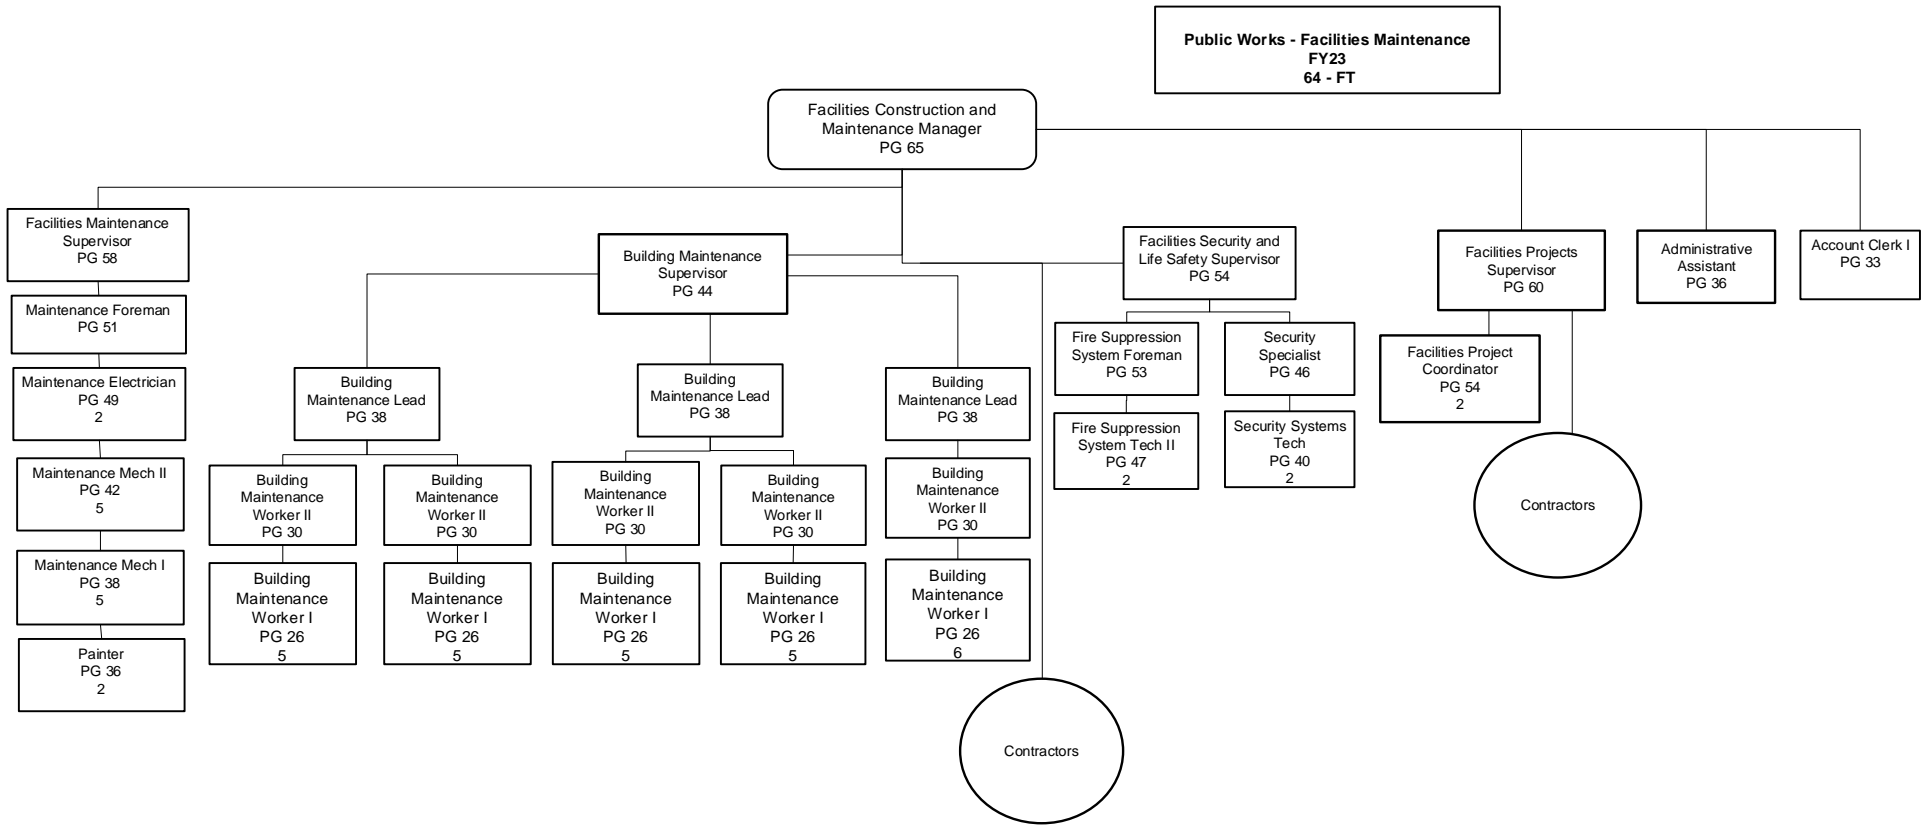 Public Works - Facilities Maintenance
FY23
64 - FT
Facilities Construction and
Maintenance Manager
PG 65
Facilities Maintenance
Supervisor
PG 58
Maintenance Foreman
PG 51
Maintenance Electrician
PG 49
2
Maintenance Mech II
PG 42
5
Maintenance Mech I
PG 38
5
Painter
PG 36
2
Building Maintenance
Supervisor
PG 44
Building
Maintenance Lead
PG 38
Building
Maintenance
Worker II
PG 30
Building
Maintenance
Worker I
PG 26
5
Building
Maintenance
Worker II
PG 30
Building
Maintenance
Worker I
PG 26
5
Building
Maintenance Lead
PG 38
Building
Maintenance
Worker II
PG 30
Building
Maintenance
Worker I
PG 26
5
Building
Maintenance
Worker II
PG 30
Building
Maintenance
Worker I
PG 26
5
Building
Maintenance Lead
PG 38
Building
Maintenance
Worker II
PG 30
Building
Maintenance
Worker I
PG 26
6
Contractors
Facilities Security and
Life Safety Supervisor
PG 54
Fire Suppression
System Foreman
PG 53
Fire Suppression
System Tech II
PG 47
2
Security
Specialist
PG 46
Security Systems
Tech
PG 40
2
Facilities Projects
Supervisor
PG 60
Facilities Project
Coordinator
PG 54
2
Contractors
Administrative
Assistant
PG 36
Account Clerk I
PG 33